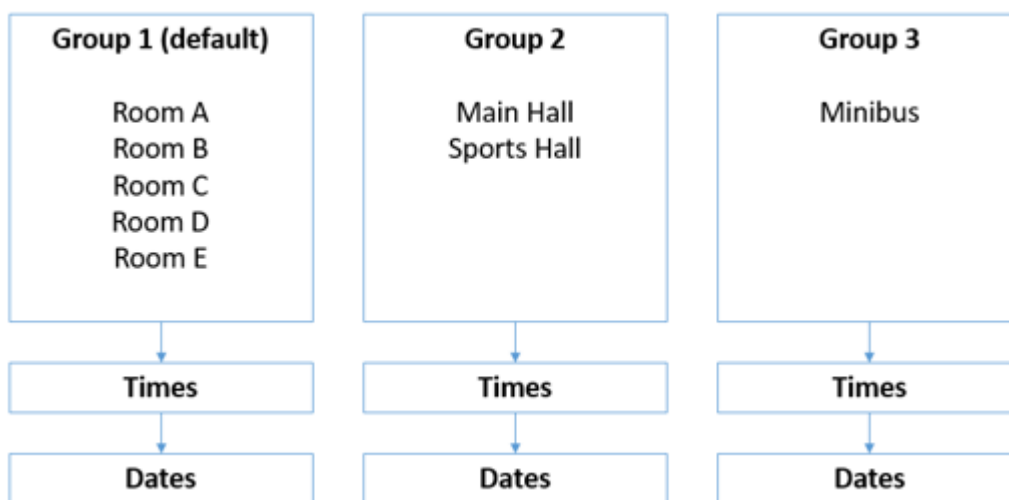 Group 1 (default)
Room A
Room B
Room C
Room D
Room E
Times
Dates
Group 2
Main Hall
Sports Hall
Times
Dates
Group 3
Minibus
Times
Dates